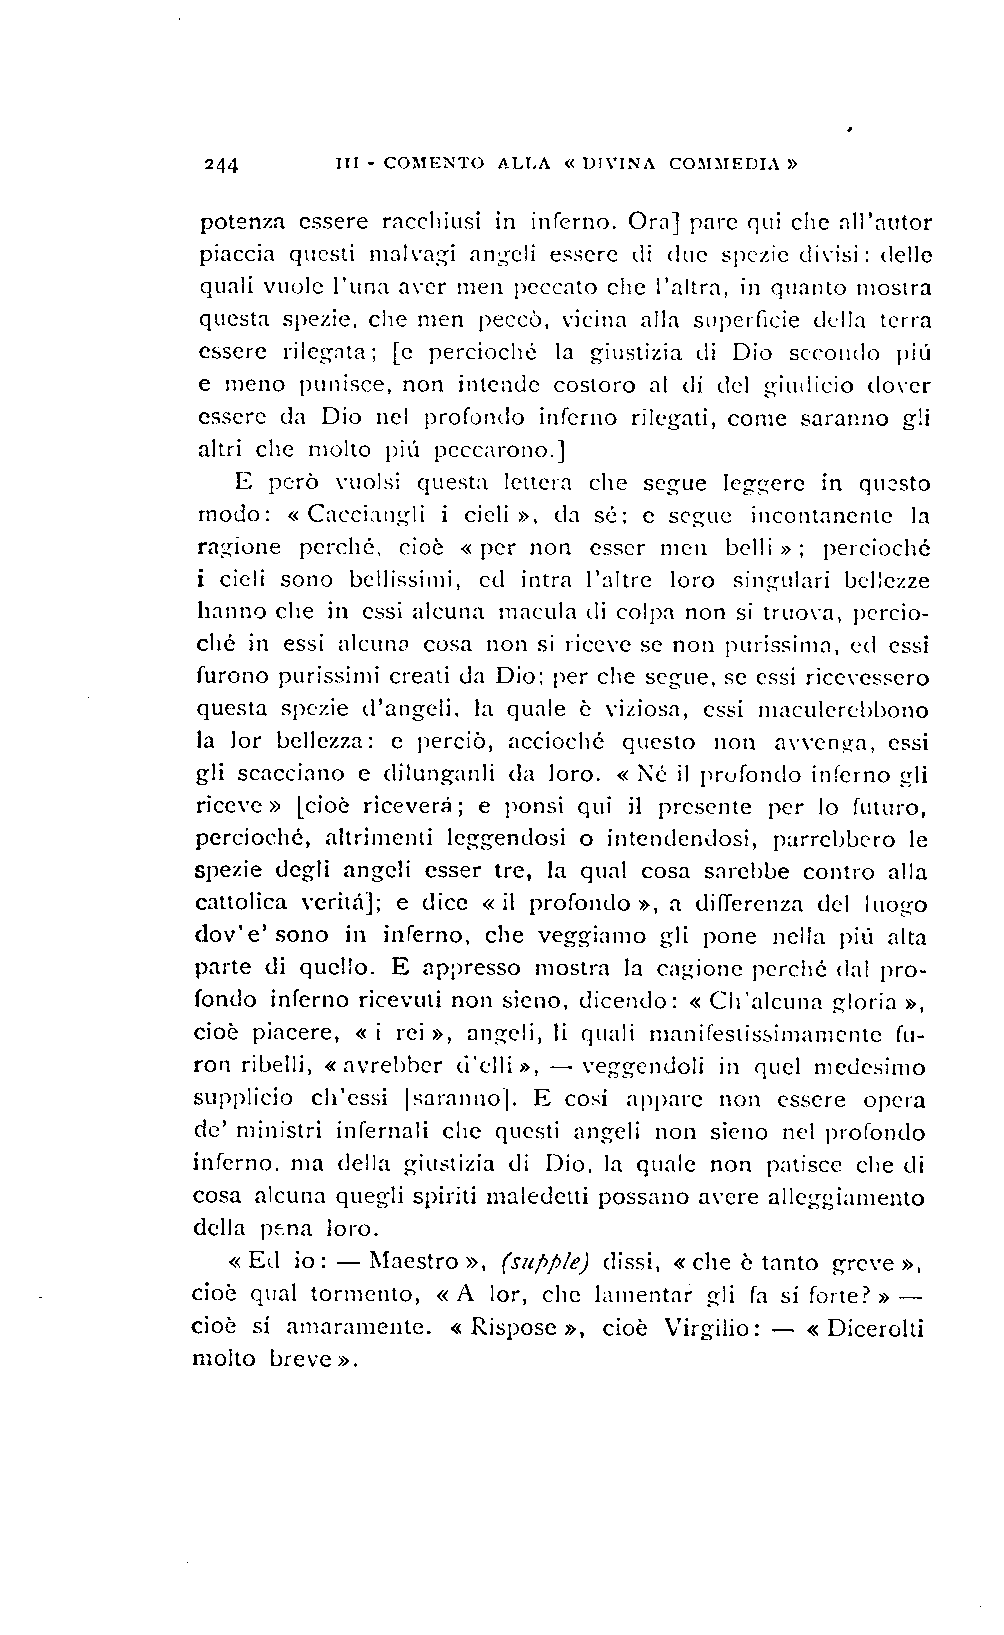 244 III - COMENTO ALLA « DIVINA COMMEDIA »
potenza essere racchiusi in inferno. Ora] pare qui che all'autor
piaccia questi malvagi angeli essere di due spezie divisi: delle
quali vuole l'una aver men peccato che l'altra, in quanto mostra
questa spezie, che men peccò, vicina alla superficie della terra
essere rilegata; [e percioché la giustizia di Dio secondo piú
e meno punisce, non intende costoro al dí del giudicio dover
essere da Dio nel profondo inferno rilegati, come saranno gli
altri che molto piú peccarono.]
E però vuolsi questa lettera che segue leggere in questo
modo: « Cacciangli i cieli », da sé; e segue incontanente la
ragione perché, cioè « per non esser men belli » ; percioché
i cieli sono bellissimi, ed intra l'altre loro singulari bellezze
hanno che in essi alcuna macula di colpa non si truova, percio-
ché in essi alcuna cosa non si riceve se non purissima, ed essi
furono purissimi creati da Dio; per che segue, se essi ricevessero
questa spezie d'angeli, la quale è viziosa, essi maculerebbono
la lor bellezza: e perciò, accioché questo non avvenga, essi
gli scacciano e dilunganli da loro. « Né il profondo inferno gli
riceve » [cioè riceverá; e ponsi qui il presente per lo futuro,
percioché, altrimenti leggendosi o intendendosi, parrebbero le
spezie degli angeli esser tre, la qual cosa sarebbe contro alla
cattolica veritá]; e dice « il profondo », a differenza del luogo
dov'e' sono in inferno, che veggiamo gli pone nella piú alta
parte di quello. E appresso mostra la cagione perché dal pro-
fondo inferno ricevuti non sieno, dicendo: « Ch'alcuna gloria »,
cioè piacere, « i rei », angeli, li quali manifestissimamente fu-
ron ribelli, « avrebber d'elli », — veggendoli in quel medesimo
supplicio ch'essi [saranno]. E cosí appare non essere opera
de' ministri infernali che questi angeli non sieno nel profondo
inferno, ma della giustizia di Dio, la quale non patisce che di
cosa alcuna quegli spiriti maledetti possano avere alleggiamento
della pena loro.
« Ed io: — Maestro », (supple) dissi, « che è tanto greve »,
cioè qual tormento, « A lor, che lamentar gli fa sí forte? » —
cioè sí amaramente. « Rispose », cioè Virgilio: — « Dicerolti
molto breve ».